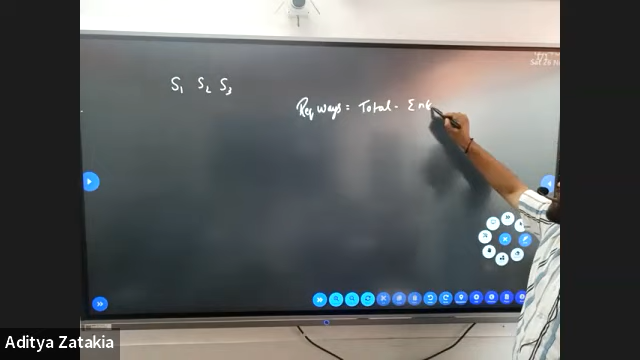 S₁ S₂ S₃
Req ways = Total - Σ n(
Aditya Zatakia